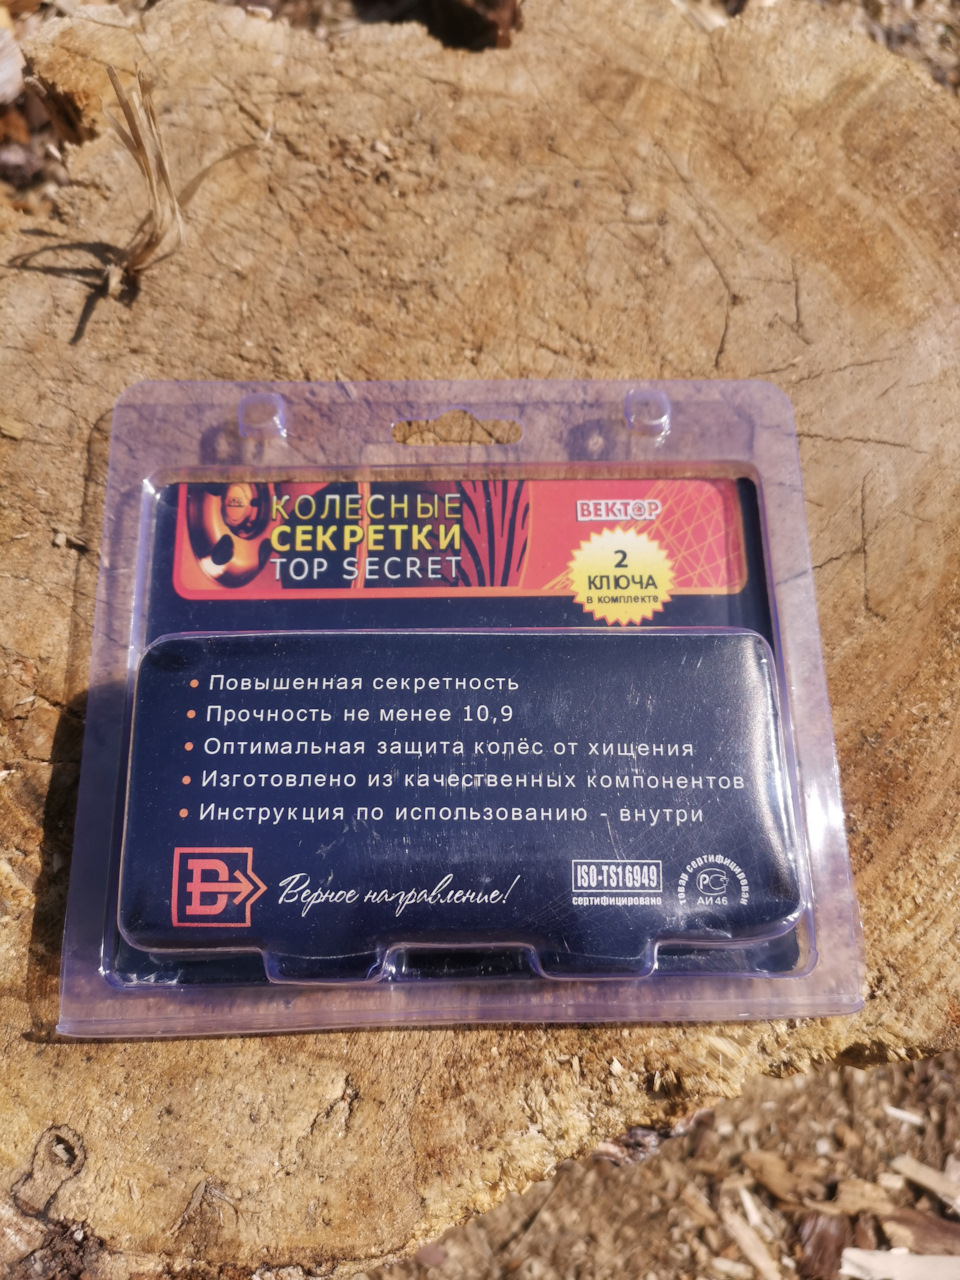 КОЛЕСНЫЕ
СЕКРЕТКИ
TOP SECRET
ВЕКТОР
2
КЛЮЧА
в комплекте
• Повышенная секретность
• Прочность не менее 10,9
• Оптимальная защита колёс от хищения
• Изготовлено из качественных компонентов
• Инструкция по использованию - внутри
Верное направление!
ISO-TS16949
сертифицировано
товар сертифицирован
РСТ
АИ46